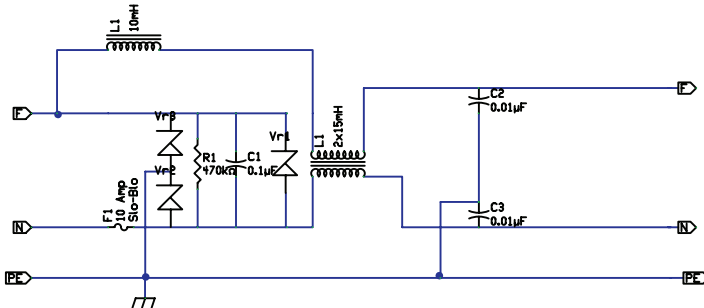 L1
10mH
F
F
C2
0.01µF
Vr3
Vr1
L1
2x15mH
R1
470KΩ
C1
0.1µF
Vr2
F1
10 Amp
Slo-Blo
C3
0.01µF
N
N
PE
PE